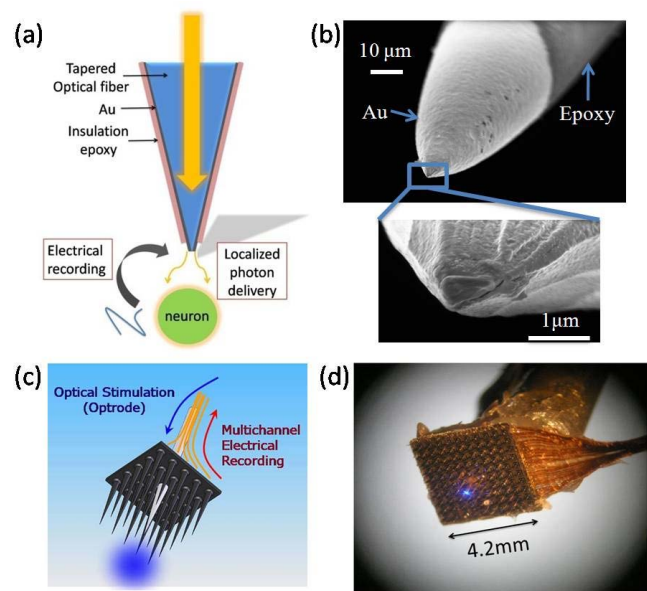 (a)
Tapered
Optical fiber
Au
Insulation
epoxy
Electrical
recording
Localized
photon
delivery
neuron
(b)
10 μm
Au
Epoxy
1μm
(c)
Optical Stimulation
(Optrode)
Multichannel
Electrical
Recording
(d)
4.2mm